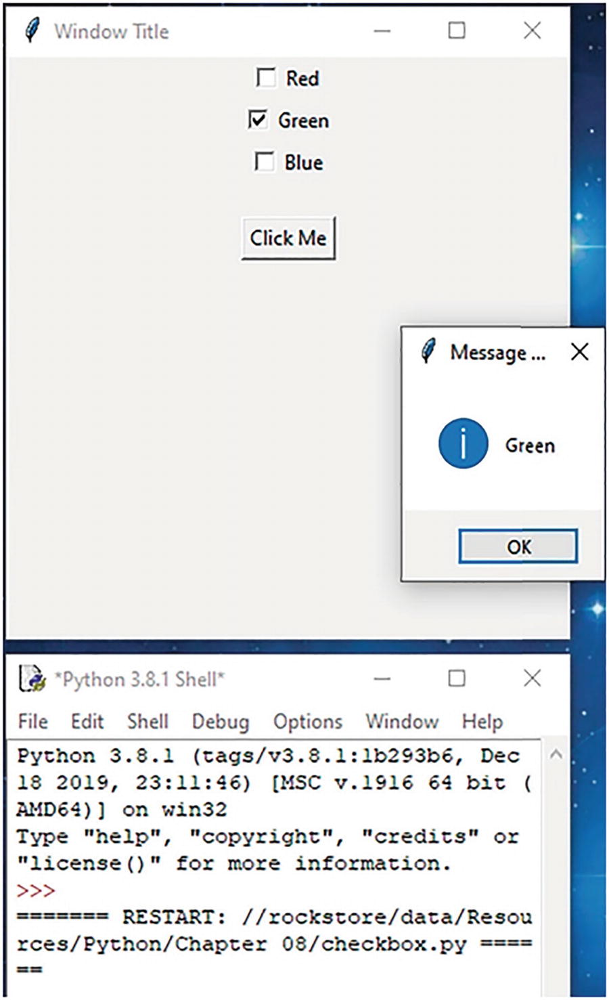 Window Title
Red
Green
Blue
Click Me
Message ...
Green
OK
*Python 3.8.1 Shell*
File Edit Shell Debug Options Window Help
Python 3.8.1 (tags/v3.8.1:1b293b6, Dec
18 2019, 23:11:46) [MSC v.1916 64 bit (
AMD64)] on win32
Type "help", "copyright", "credits" or
"license()" for more information.
>>>
======= RESTART: //rockstore/data/Resou
rces/Python/Chapter 08/checkbox.py ====
==